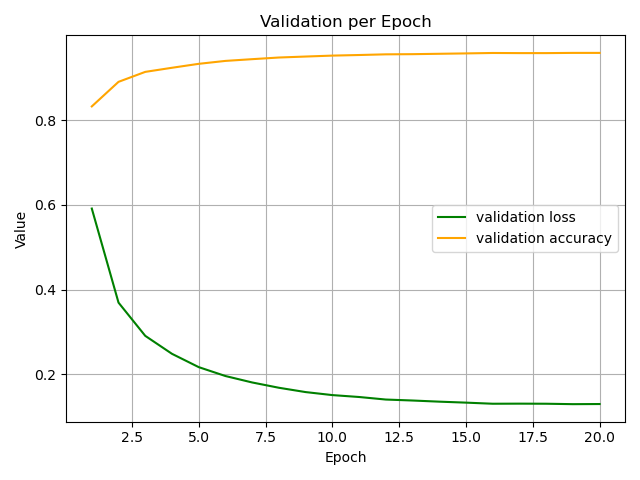 Validation per Epoch
Value
0.8
0.6
0.4
0.2
validation loss
validation accuracy
2.5 5.0 7.5 10.0 12.5 15.0 17.5 20.0
Epoch